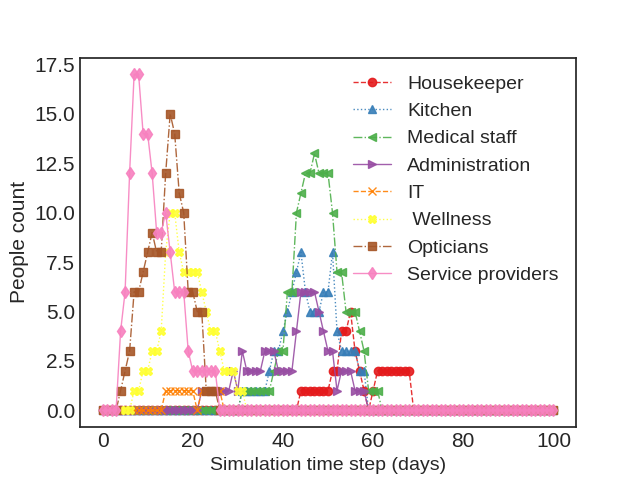 17.5
15.0
12.5
10.0
7.5
5.0
2.5
0.0
People count
Housekeeper
Kitchen
Medical staff
Administration
IT
Wellness
Opticians
Service providers
0 20 40 60 80 100
Simulation time step (days)